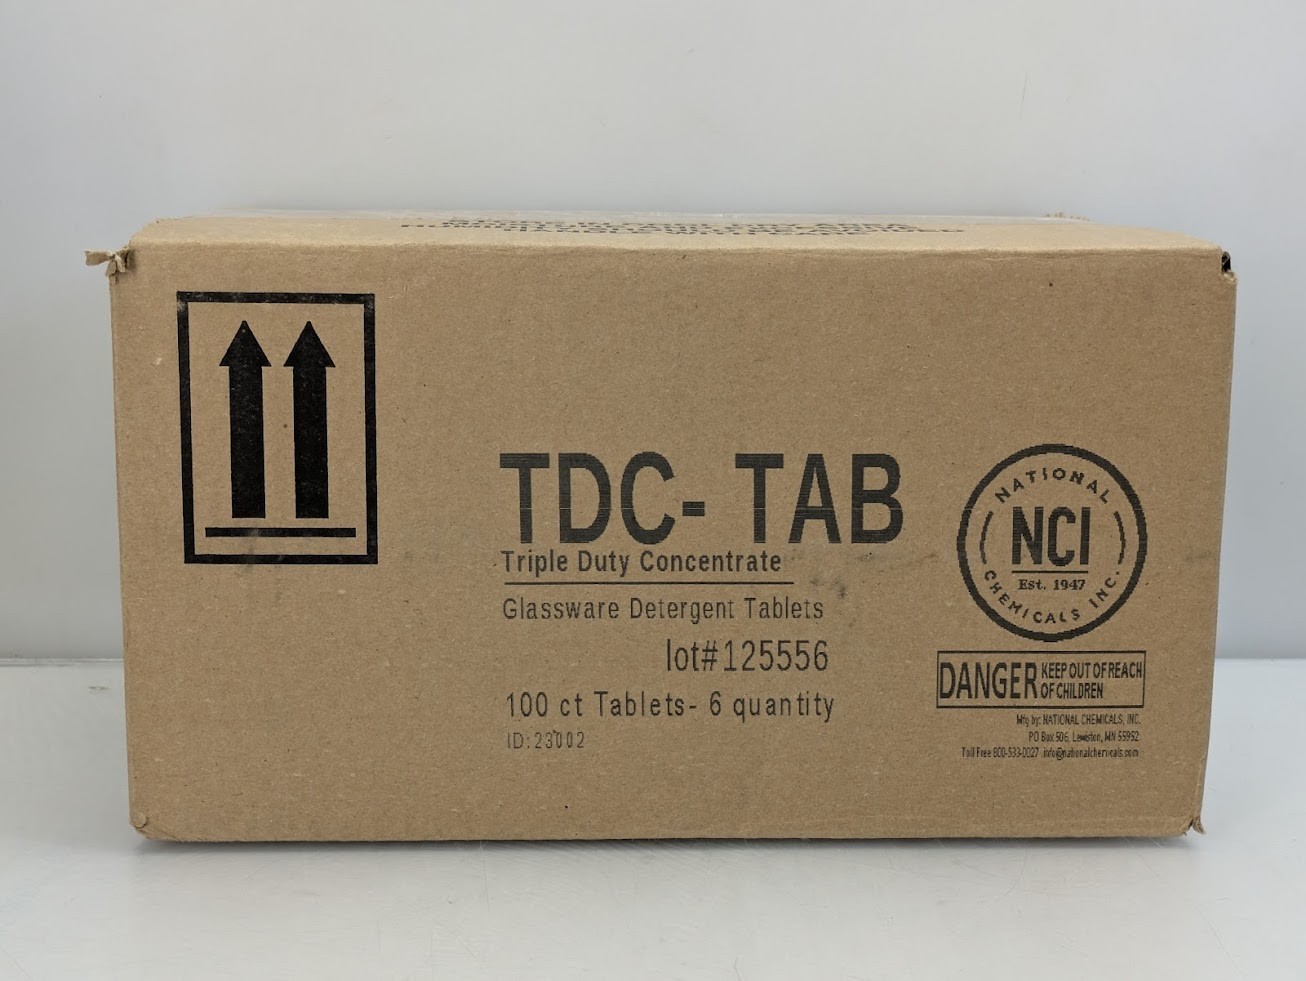 TDC- TAB
Triple Duty Concentrate
Glassware Detergent Tablets
lot#125556
100 ct Tablets- 6 quantity
ID:23002
NATIONAL
NCI
Est. 1947
CHEMICALS INC.
DANGER KEEP OUT OF REACH
OF CHILDREN
Mfg by: NATIONAL CHEMICALS, INC.
PO Box 506, Lewiston, MN 55952
Toll Free 800-533-0027 info@nationalchemicals.com